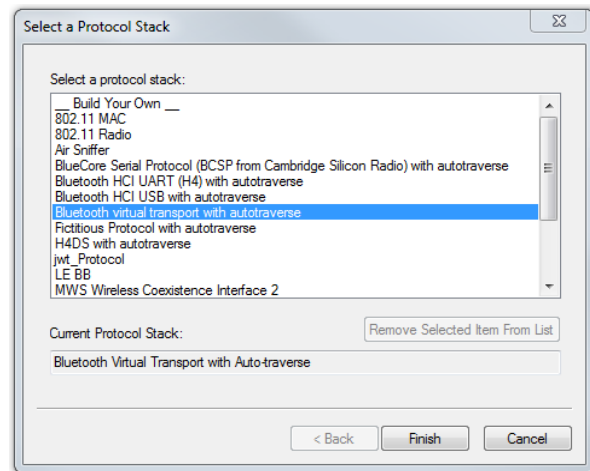 Select a Protocol Stack
Select a protocol stack:
__ Build Your Own __
802.11 MAC
802.11 Radio
Air Sniffer
BlueCore Serial Protocol (BCSP from Cambridge Silicon Radio) with autotraverse
Bluetooth HCI UART (H4) with autotraverse
Bluetooth HCI USB with autotraverse
Bluetooth virtual transport with autotraverse
Fictitious Protocol with autotraverse
H4DS with autotraverse
jwt_Protocol
LE BB
MWS Wireless Coexistence Interface 2
Current Protocol Stack:
Remove Selected Item From List
Bluetooth Virtual Transport with Auto-traverse
< Back
Finish
Cancel